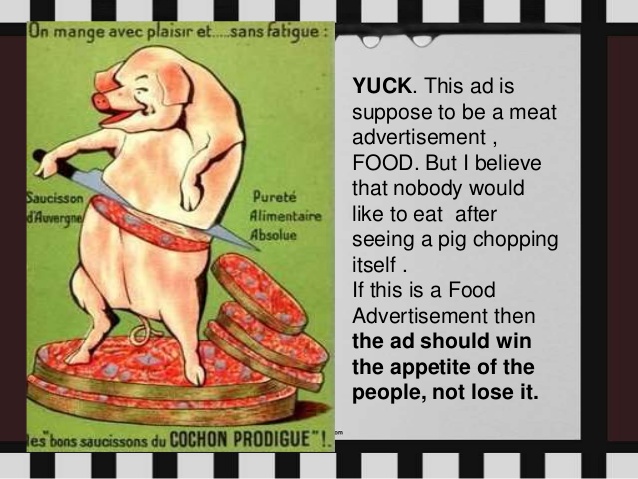 On mange avec plaisir et.....sans fatigue :
Saucisson
d'Auvergne
Pureté
Alimentaire
Absolue
les "bons saucissons du COCHON PRODIGUE"!.
YUCK. This ad is
suppose to be a meat
advertisement ,
FOOD. But I believe
that nobody would
like to eat after
seeing a pig chopping
itself .
If this is a Food
Advertisement then
the ad should win
the appetite of the
people, not lose it.
om